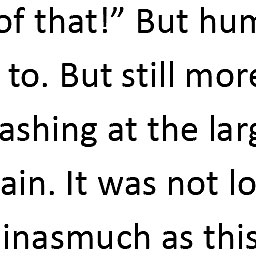 of that!” But hum
to. But still more
ashing at the larg
ain. It was not lo
inasmuch as this